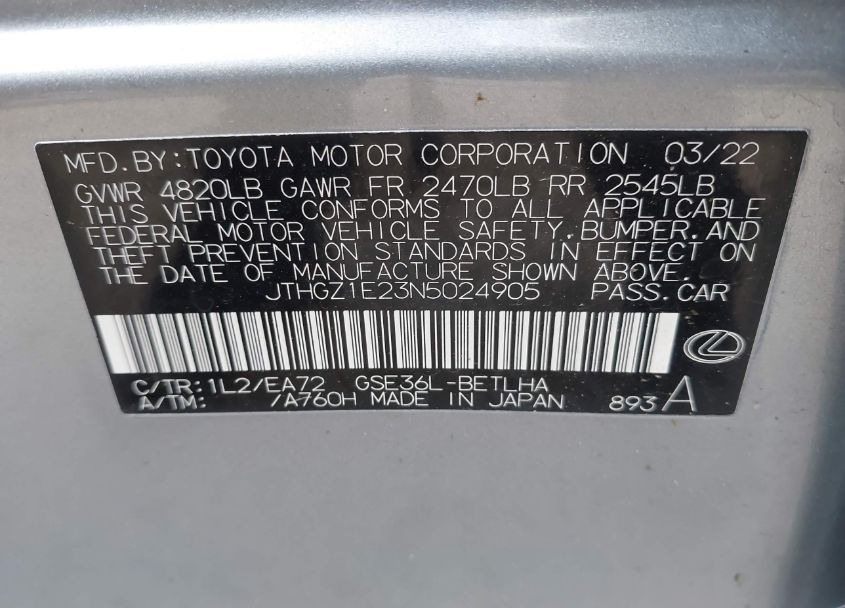 MFD. BY: TOYOTA MOTOR CORPORATION 03/22
GVWR 4820LB GAWR FR 2470LB RR 2545LB
THIS VEHICLE CONFORMS TO ALL APPLICABLE
FEDERAL MOTOR VEHICLE SAFETY, BUMPER, AND
THEFT PREVENTION STANDARDS IN EFFECT ON
THE DATE OF MANUFACTURE SHOWN ABOVE.
JTHGZ1E23N5024905 PASS. CAR
C/TR: 1L2/EA72 GSE36L-BETLHA
A/TM: /A760H MADE IN JAPAN 893 A